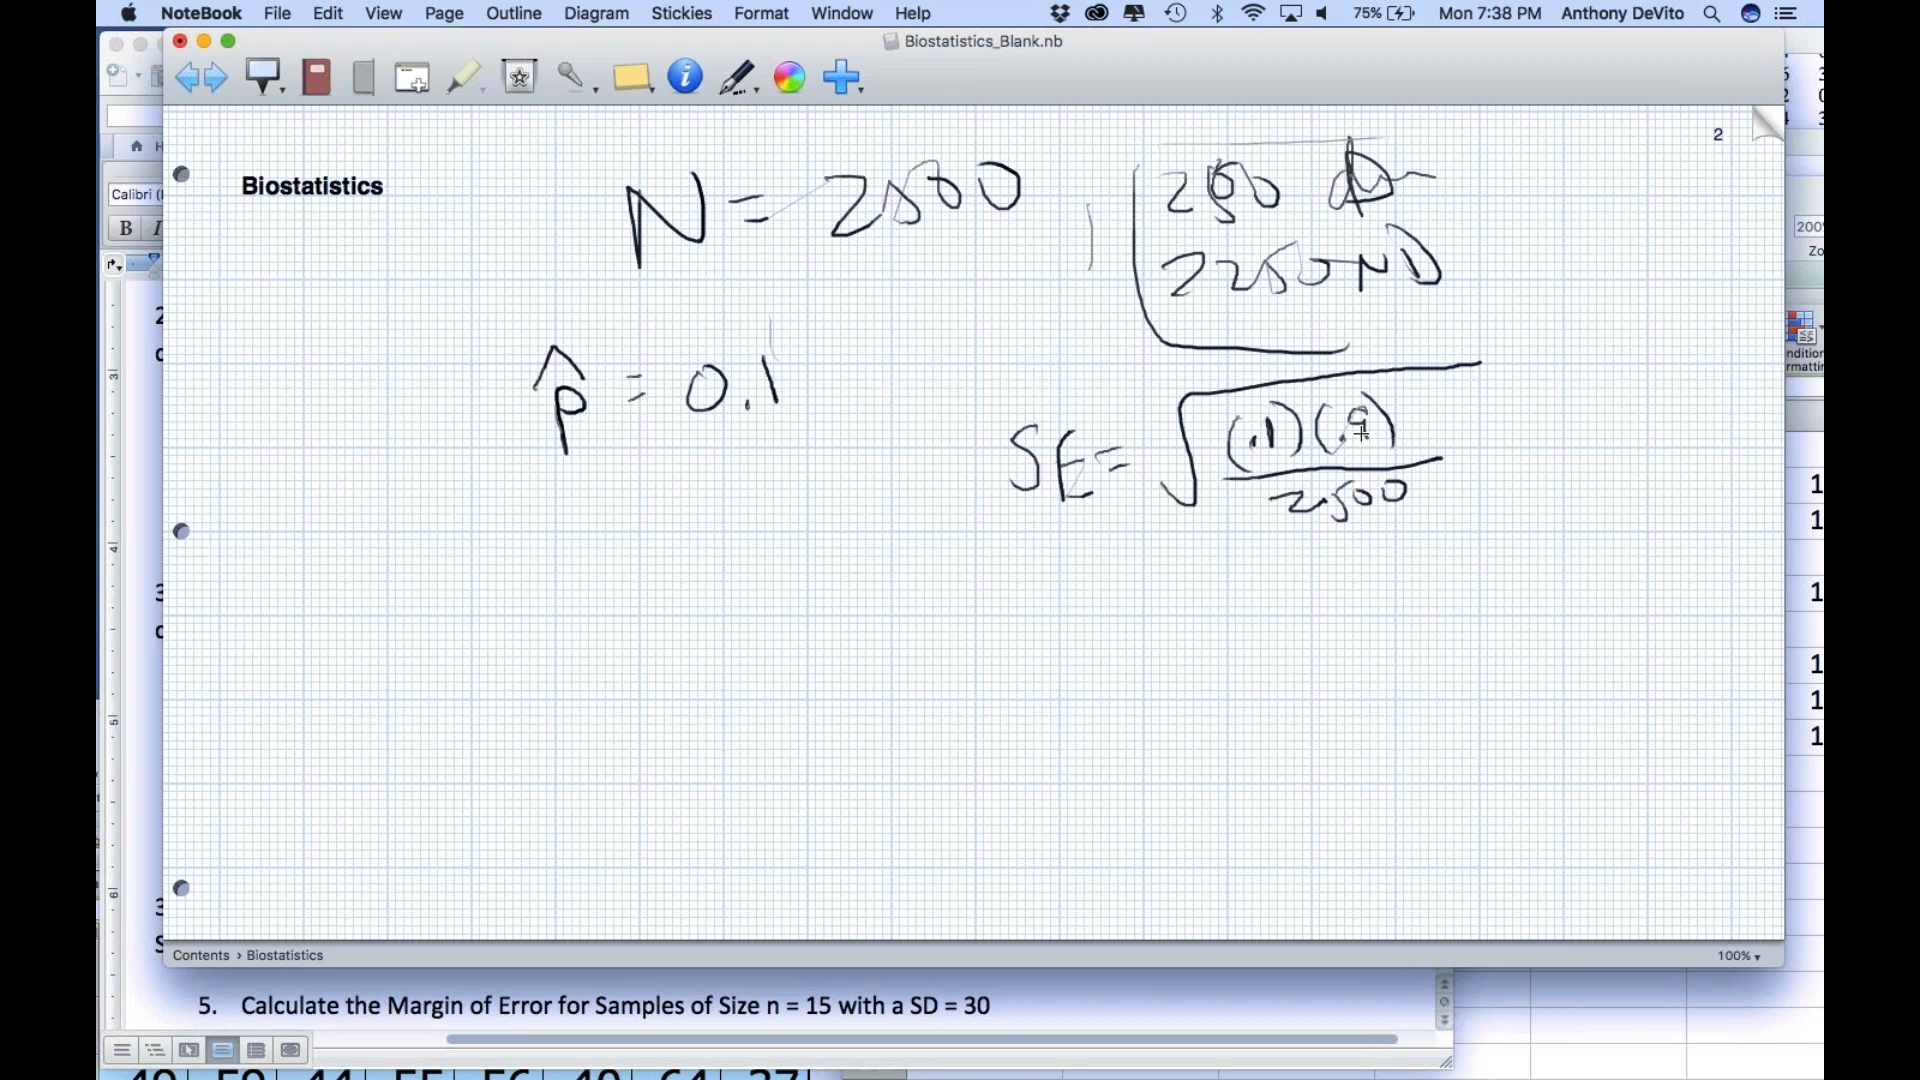 NoteBook File Edit View Page Outline Diagram Stickies Format Window Help 75% Mon 7:38 PM Anthony DeVito
Biostatistics_Blank.nb
2
Calibri
B I
Biostatistics
N = 2500
250
2250 ND
p̂ = 0.1
SE = √ (.1)(.9)
2500
Contents › Biostatistics
100%
5. Calculate the Margin of Error for Samples of Size n = 15 with a SD = 30